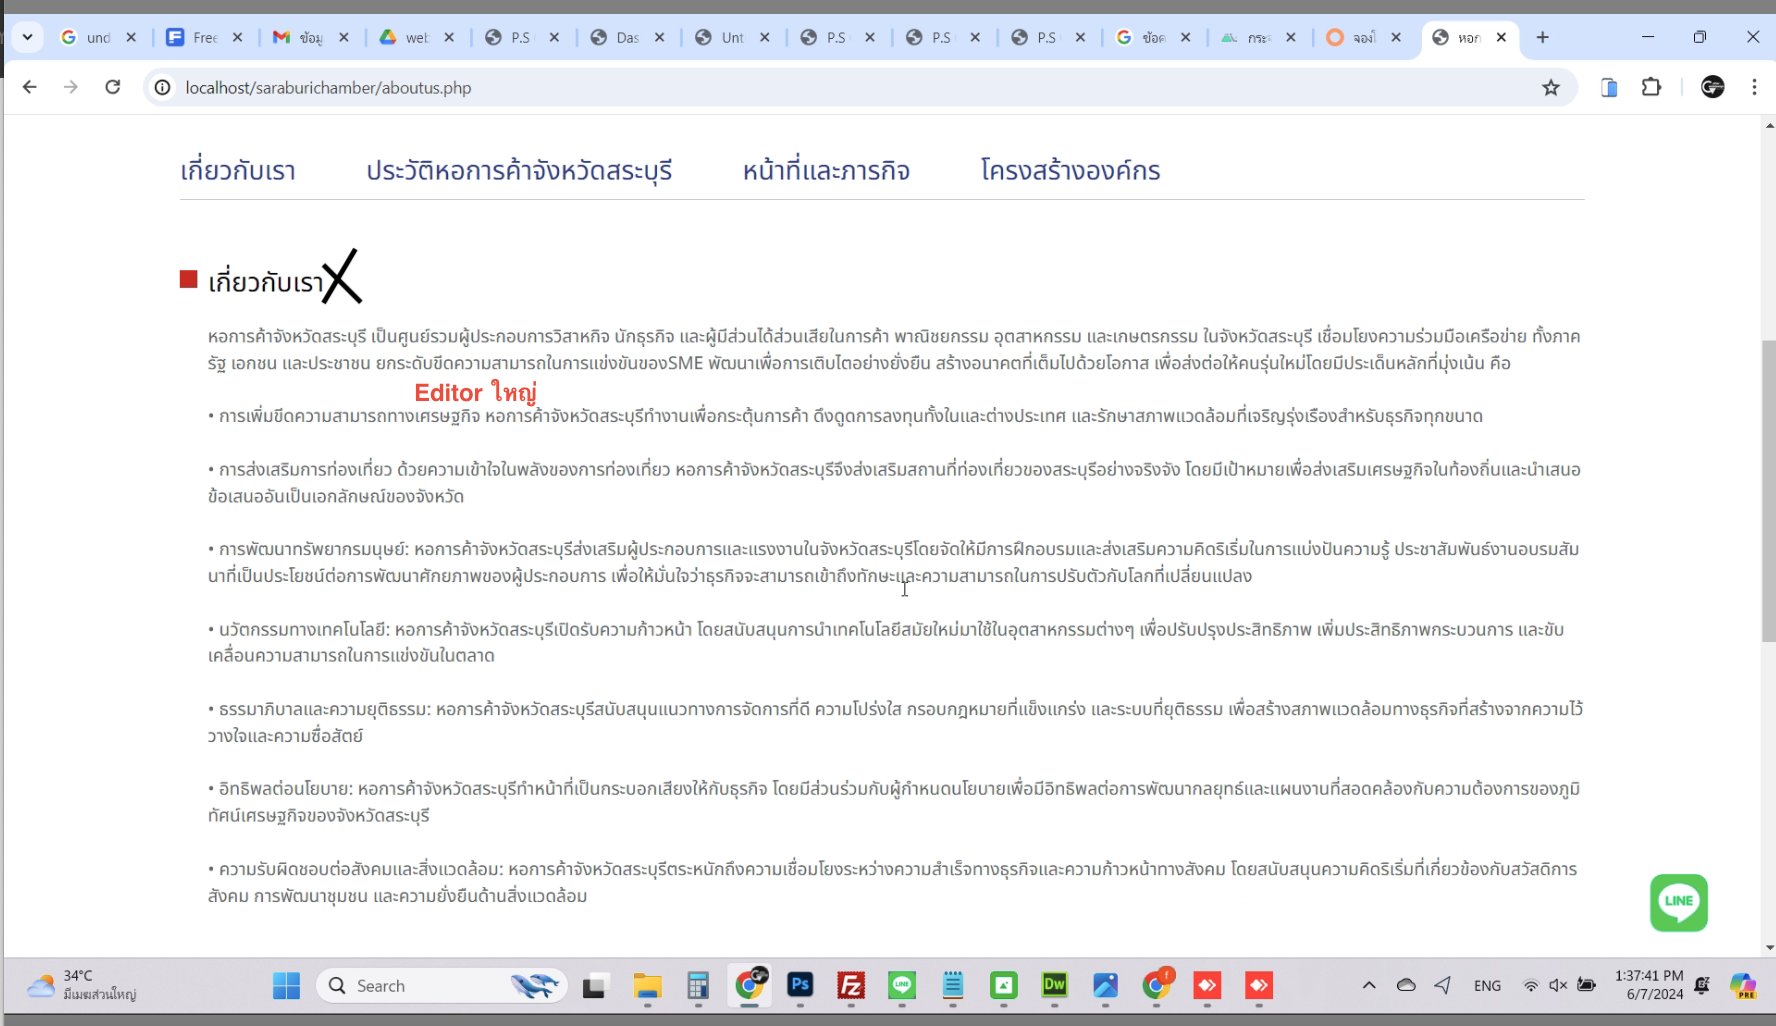 und
Free
ข้อมู
web
P.S
Das
Unt
P.S
P.S
P.S
ข้อค
กระ
จองโ
หอก
localhost/saraburichamber/aboutus.php
เกี่ยวกับเรา ประวัติหอการค้าจังหวัดสระบุรี หน้าที่และภารกิจ โครงสร้างองค์กร
เกี่ยวกับเรา
หอการค้าจังหวัดสระบุรี เป็นศูนย์รวมผู้ประกอบการวิสาหกิจ นักธุรกิจ และผู้มีส่วนได้ส่วนเสียในการค้า พาณิชยกรรม อุตสาหกรรม และเกษตรกรรม ในจังหวัดสระบุรี เชื่อมโยงความร่วมมือเครือข่าย ทั้งภาค
รัฐ เอกชน และประชาชน ยกระดับขีดความสามารถในการแข่งขันของSME พัฒนาเพื่อการเติบโตอย่างยั่งยืน สร้างอนาคตที่เต็มไปด้วยโอกาส เพื่อส่งต่อให้คนรุ่นใหม่โดยมีประเด็นหลักที่มุ่งเน้น คือ
Editor ใหญ่
• การเพิ่มขีดความสามารถทางเศรษฐกิจ หอการค้าจังหวัดสระบุรีทำงานเพื่อกระตุ้นการค้า ดึงดูดการลงทุนทั้งในและต่างประเทศ และรักษาสภาพแวดล้อมที่เจริญรุ่งเรืองสำหรับธุรกิจทุกขนาด
• การส่งเสริมการท่องเที่ยว ด้วยความเข้าใจในพลังของการท่องเที่ยว หอการค้าจังหวัดสระบุรีจึงส่งเสริมสถานที่ท่องเที่ยวของสระบุรีอย่างจริงจัง โดยมีเป้าหมายเพื่อส่งเสริมเศรษฐกิจในท้องถิ่นและนำเสนอ
ข้อเสนออันเป็นเอกลักษณ์ของจังหวัด
• การพัฒนาทรัพยากรมนุษย์: หอการค้าจังหวัดสระบุรีส่งเสริมผู้ประกอบการและแรงงานในจังหวัดสระบุรีโดยจัดให้มีการฝึกอบรมและส่งเสริมความคิดริเริ่มในการแบ่งปันความรู้ ประชาสัมพันธ์งานอบรมสัม
นาที่เป็นประโยชน์ต่อการพัฒนาศักยภาพของผู้ประกอบการ เพื่อให้มั่นใจว่าธุรกิจจะสามารถเข้าถึงทักษะและความสามารถในการปรับตัวกับโลกที่เปลี่ยนแปลง
• นวัตกรรมทางเทคโนโลยี: หอการค้าจังหวัดสระบุรีเปิดรับความก้าวหน้า โดยสนับสนุนการนำเทคโนโลยีสมัยใหม่มาใช้ในอุตสาหกรรมต่างๆ เพื่อปรับปรุงประสิทธิภาพ เพิ่มประสิทธิภาพกระบวนการ และขับ
เคลื่อนความสามารถในการแข่งขันในตลาด
• ธรรมาภิบาลและความยุติธรรม: หอการค้าจังหวัดสระบุรีสนับสนุนแนวทางการจัดการที่ดี ความโปร่งใส กรอบกฎหมายที่แข็งแกร่ง และระบบที่ยุติธรรม เพื่อสร้างสภาพแวดล้อมทางธุรกิจที่สร้างจากความไว้
วางใจและความซื่อสัตย์
• อิทธิพลต่อนโยบาย: หอการค้าจังหวัดสระบุรีทำหน้าที่เป็นกระบอกเสียงให้กับธุรกิจ โดยมีส่วนร่วมกับผู้กำหนดนโยบายเพื่อมีอิทธิพลต่อการพัฒนากลยุทธ์และแผนงานที่สอดคล้องกับความต้องการของภูมิ
ทัศน์เศรษฐกิจของจังหวัดสระบุรี
• ความรับผิดชอบต่อสังคมและสิ่งแวดล้อม: หอการค้าจังหวัดสระบุรีตระหนักถึงความเชื่อมโยงระหว่างความสำเร็จทางธุรกิจและความก้าวหน้าทางสังคม โดยสนับสนุนความคิดริเริ่มที่เกี่ยวข้องกับสวัสดิการ
สังคม การพัฒนาชุมชน และความยั่งยืนด้านสิ่งแวดล้อม
LINE
34°C
มีเมฆส่วนใหญ่
Search
Ps
Dw
ENG
1:37:41 PM
6/7/2024
PRE